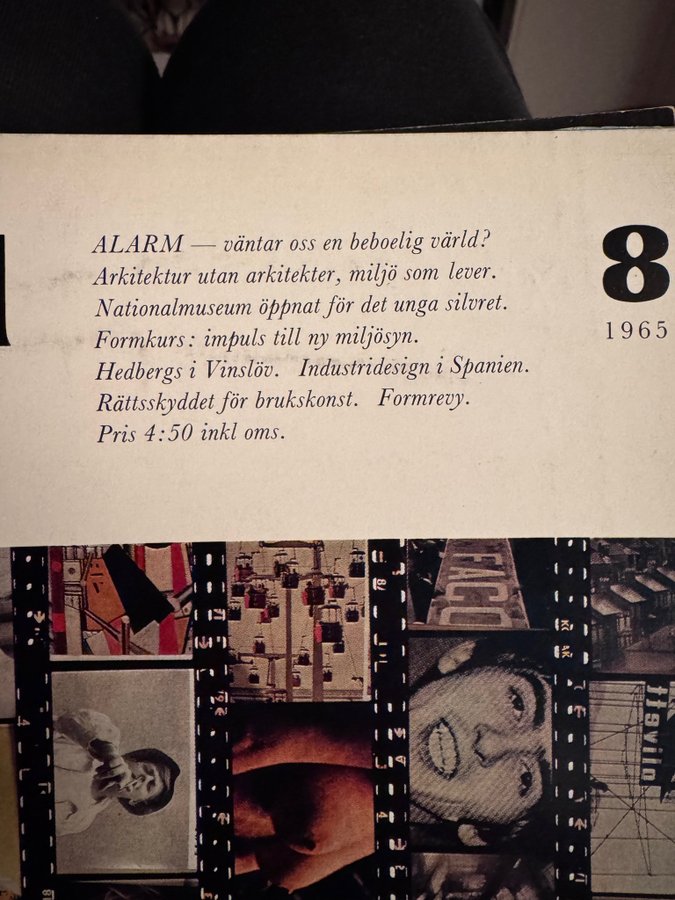 ALARM — väntar oss en beboelig värld?
Arkitektur utan arkitekter, miljö som lever.
Nationalmuseum öppnat för det unga silvret.
Formkurs: impuls till ny miljösyn.
Hedbergs i Vinslöv. Industridesign i Spanien.
Rättsskyddet för brukskonst. Formrevy.
Pris 4:50 inkl oms.
8
1965
FACO